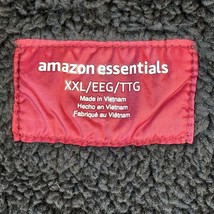 amazon essentials
XXL/EEG/TTG
Made in Vietnam
Hecho en Vietnam
Fabriqué au Viêtnam